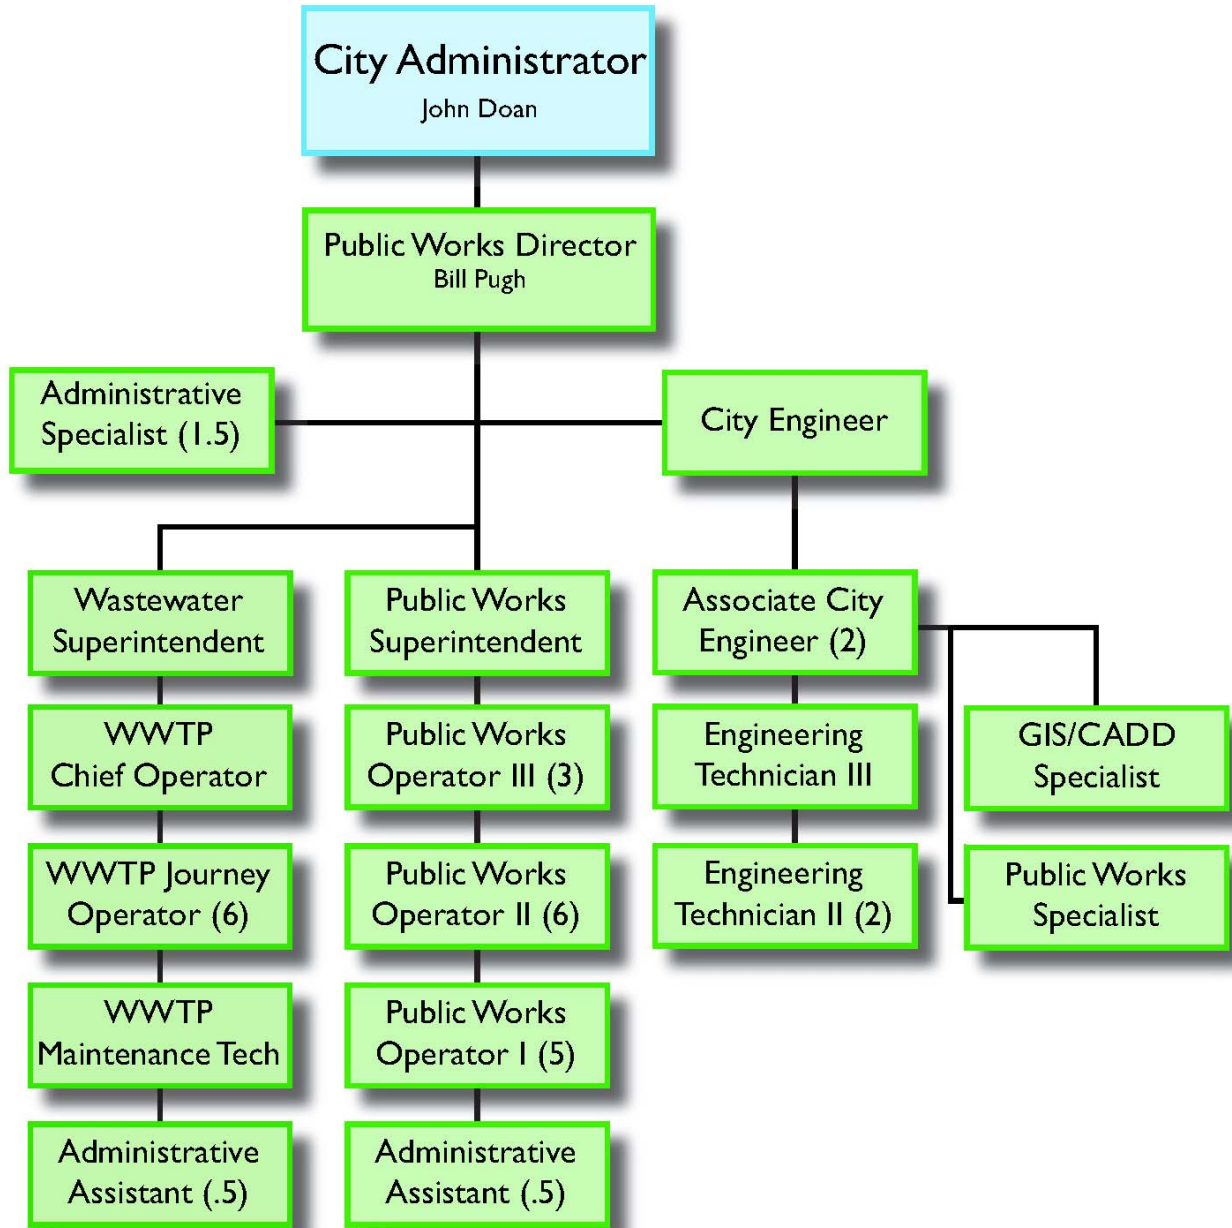 City Administrator
John Doan
Public Works Director
Bill Pugh
Administrative
Specialist (1.5)
City Engineer
Wastewater
Superintendent
Public Works
Superintendent
Associate City
Engineer (2)
WWTP
Chief Operator
Public Works
Operator III (3)
Engineering
Technician III
GIS/CADD
Specialist
WWTP Journey
Operator (6)
Public Works
Operator II (6)
Engineering
Technician II (2)
Public Works
Specialist
WWTP
Maintenance Tech
Public Works
Operator I (5)
Administrative
Assistant (.5)
Administrative
Assistant (.5)